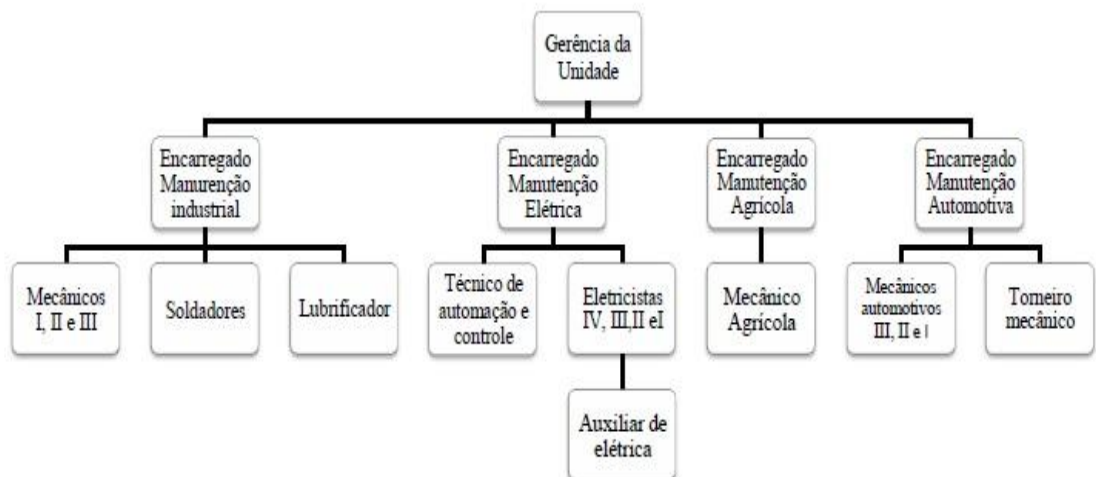 Gerência da
Unidade
Encarregado
Manurenção
industrial
Encarregado
Manutenção
Elétrica
Encarregado
Manutenção
Agrícola
Encarregado
Manutenção
Automotiva
Mecânicos
I, II e III
Soldadores
Lubrificador
Técnico de
automação e
controle
Eletricistas
IV, III,II eI
Mecânico
Agrícola
Mecânicos
automotivos
III, II e I
Torneiro
mecânico
Auxiliar de
elétrica